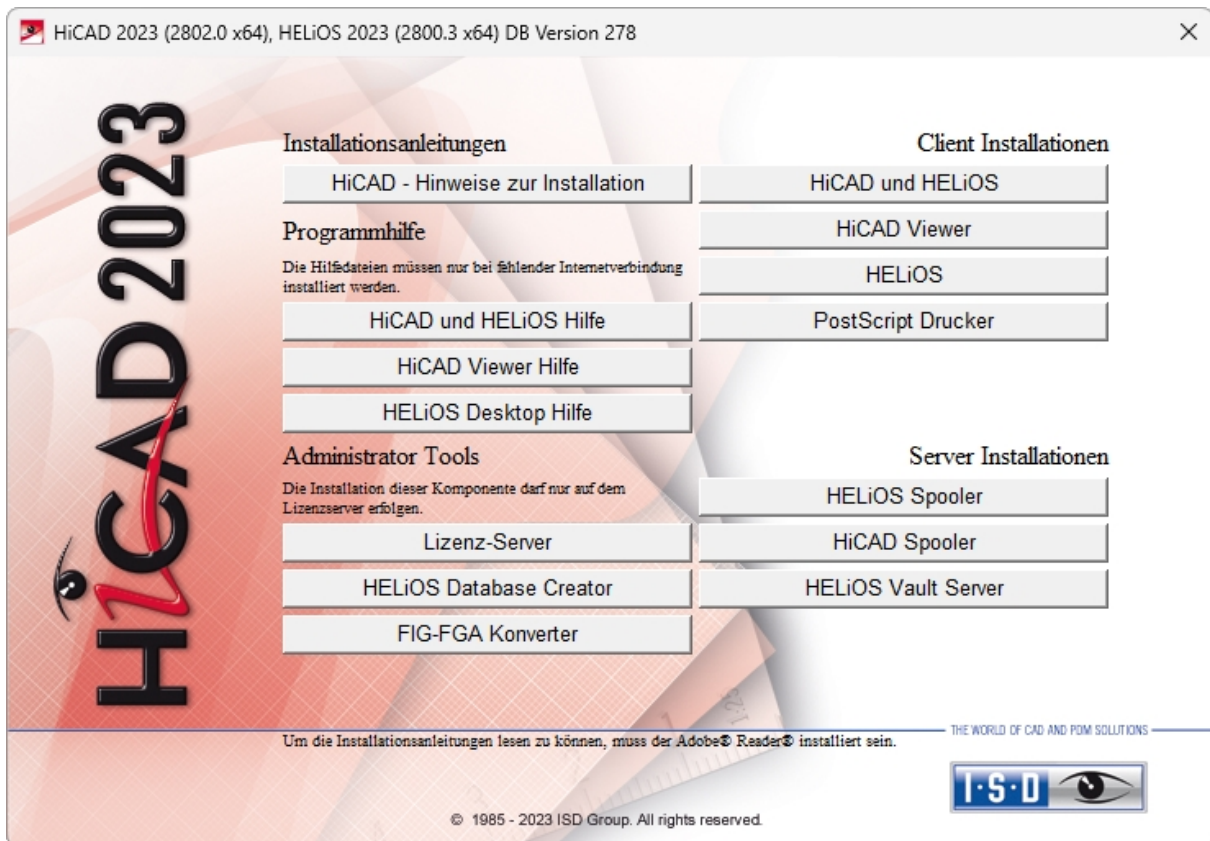 HiCAD 2023 (2802.0 x64), HELiOS 2023 (2800.3 x64) DB Version 278
HiCAD 2023
Installationsanleitungen
HiCAD - Hinweise zur Installation
Programmhilfe
Die Hilfedateien müssen nur bei fehlender Internetverbindung
installiert werden.
HiCAD und HELiOS Hilfe
HiCAD Viewer Hilfe
HELiOS Desktop Hilfe
Administrator Tools
Die Installation dieser Komponente darf nur auf dem
Lizenzserver erfolgen.
Lizenz-Server
HELiOS Database Creator
FIG-FGA Konverter
Client Installationen
HiCAD und HELiOS
HiCAD Viewer
HELiOS
PostScript Drucker
Server Installationen
HELiOS Spooler
HiCAD Spooler
HELiOS Vault Server
1:25
Um die Installationsanleitungen lesen zu können, muss der Adobe® Reader® installiert sein.
THE WORLD OF CAD AND PDM SOLUTIONS
I·S·D
© 1985 - 2023 ISD Group. All rights reserved.